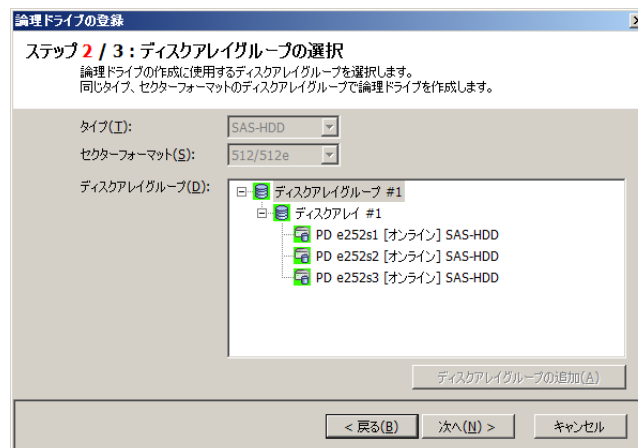 論理ドライブの登録
ステップ 2 / 3 : ディスクアレイグループの選択
論理ドライブの作成に使用するディスクアレイグループを選択します。
同じタイプ、セクターフォーマットのディスクアレイグループで論理ドライブを作成します。
タイプ(T):
SAS-HDD
セクターフォーマット(S):
512/512e
ディスクアレイグループ(D):
ディスクアレイグループ #1
ディスクアレイ #1
PD e252s1 [オンライン] SAS-HDD
PD e252s2 [オンライン] SAS-HDD
PD e252s3 [オンライン] SAS-HDD
ディスクアレイグループの追加(A)
< 戻る(B)
次へ(N) >
キャンセル